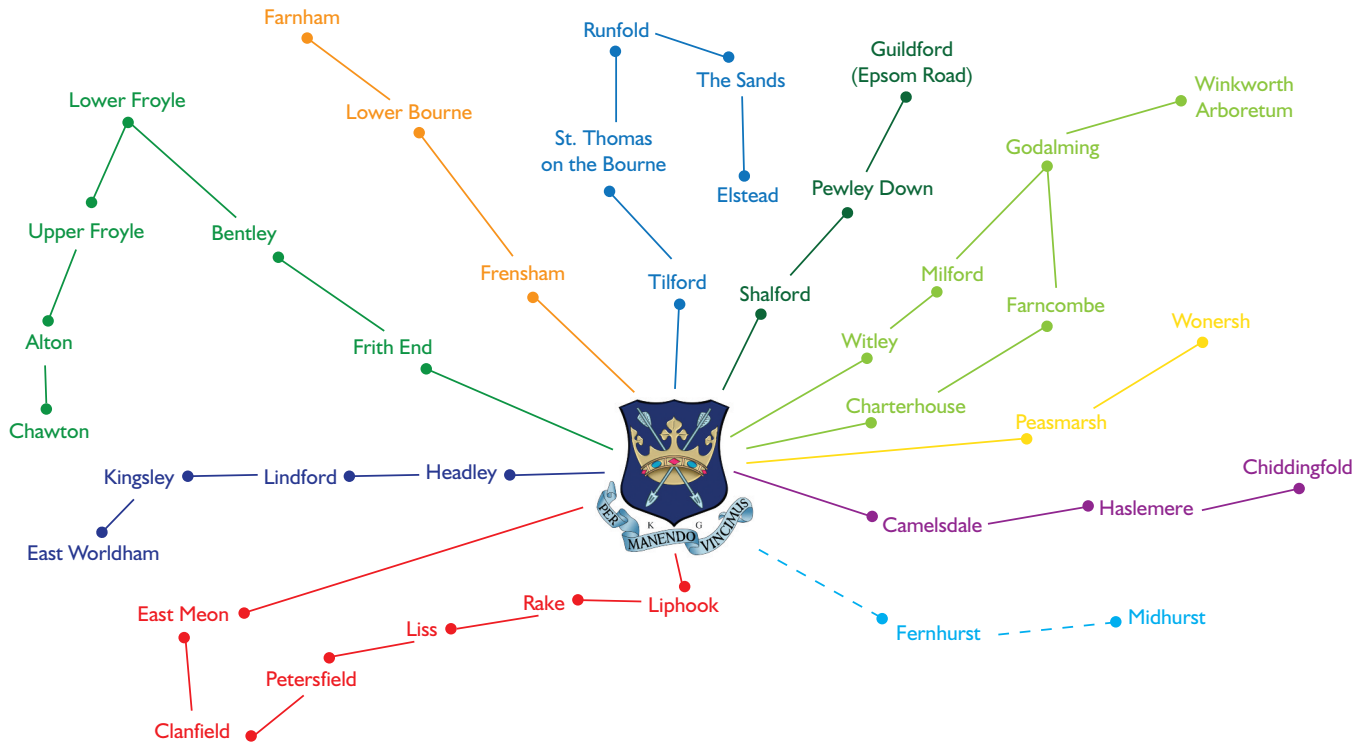 Farnham
Runfold
Guildford
(Epsom Road)
The Sands
Winkworth
Arboretum
Lower Froyle
Lower Bourne
St. Thomas
on the Bourne
Godalming
Pewley Down
Elstead
Upper Froyle
Bentley
Frensham
Tilford
Milford
Shalford
Farncombe
Wonersh
Alton
Frith End
Witley
Charterhouse
Peasmarsh
Chawton
Kingsley
Lindford
Headley
Chiddingfold
Haslemere
Camelsdale
K G
PER
MANENDO
VINCIMUS
East Worldham
East Meon
Rake
Liphook
Liss
Fernhurst
Midhurst
Petersfield
Clanfield